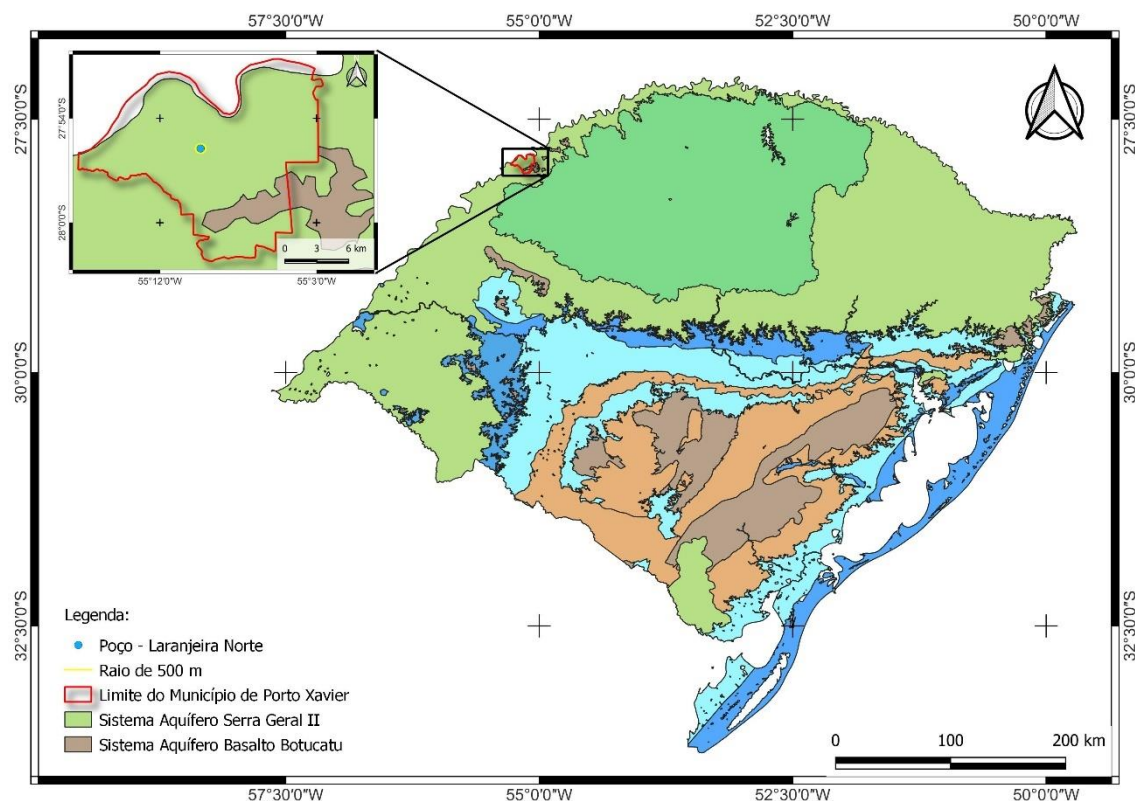 57°30'0"W 55°0'0"W 52°30'0"W 50°0'0"W
27°54'0"S
28°0'0"S
0 3 6 km
55°12'0"W 55°3'0"W
27°30'0"S 27°30'0"S
30°0'0"S 30°0'0"S
32°30'0"S 32°30'0"S
Legenda:
Poço - Laranjeira Norte
Raio de 500 m
Limite do Município de Porto Xavier
Sistema Aquífero Serra Geral II
Sistema Aquífero Basalto Botucatu
0 100 200 km
57°30'0"W 55°0'0"W 52°30'0"W 50°0'0"W